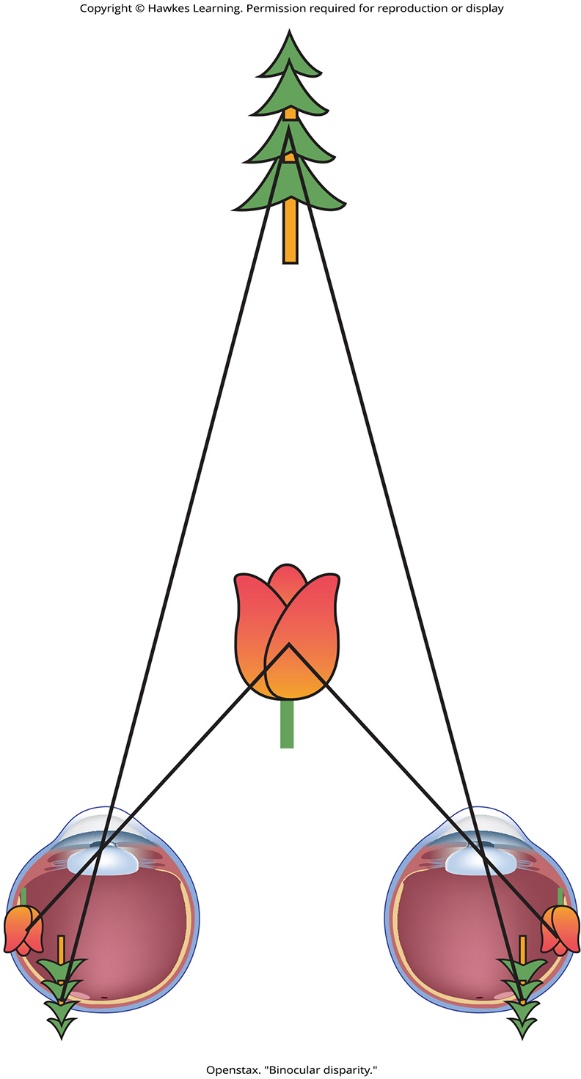 Copyright © Hawkes Learning. Permission required for reproduction or display
Openstax. "Binocular disparity."